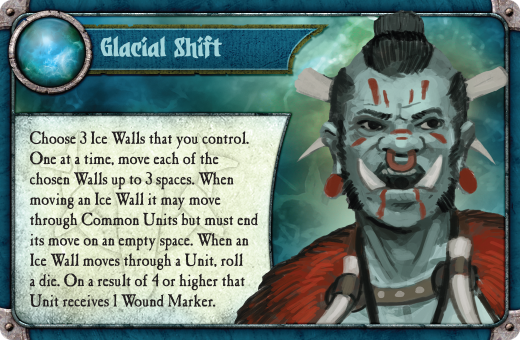 Glacial Shift
Choose 3 Ice Walls that you control.
One at a time, move each of the
chosen Walls up to 3 spaces. When
moving an Ice Wall it may move
through Common Units but must end
its move on an empty space. When an
Ice Wall moves through a Unit, roll
a die. On a result of 4 or higher that
Unit receives 1 Wound Marker.